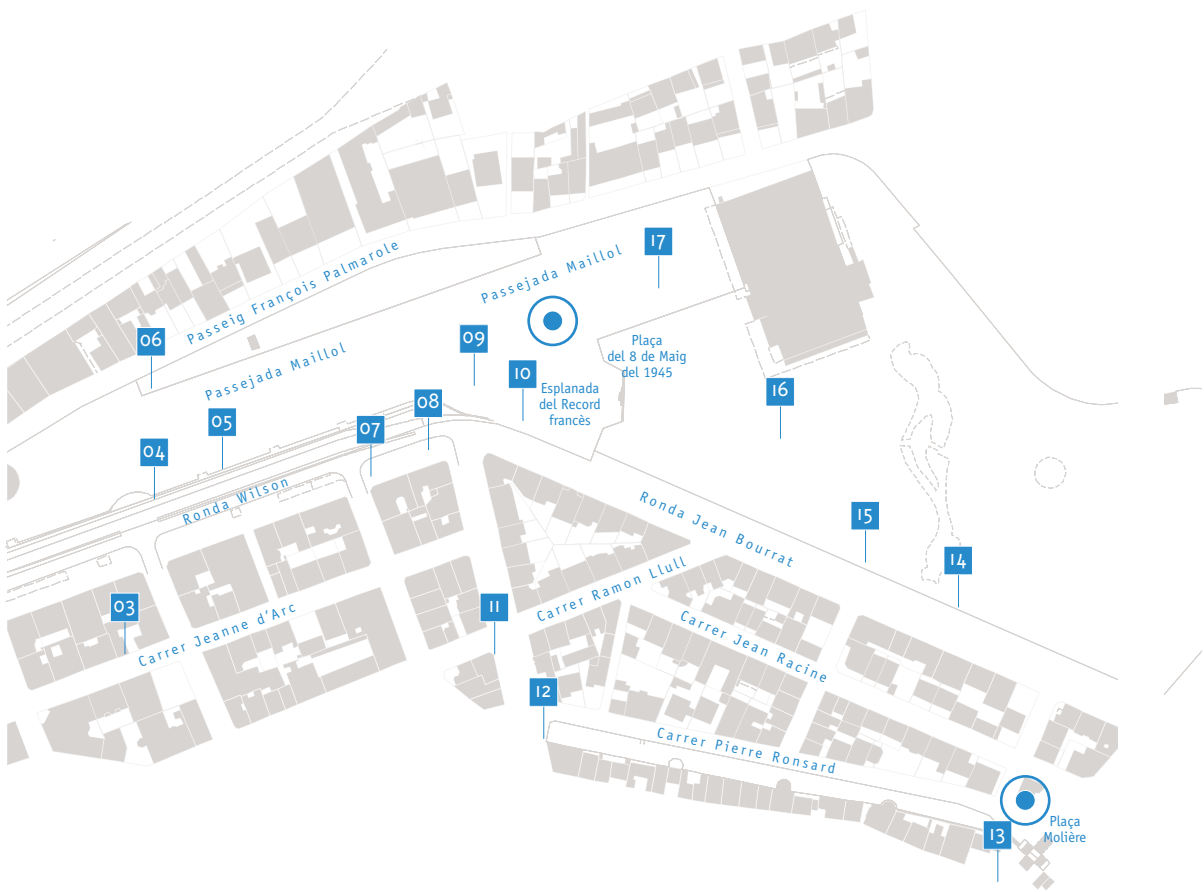 17
Passejada Maillol
Passeig François Palmarole
06
09
Plaça
del 8 de Maig
del 1945
Passejada Maillol
10
Esplanada
del Record
francès
16
08
05
07
04
Ronda Wilson
Ronda Jean Bourrat
15
14
03
11
Carrer Ramon Llull
Carrer Jeanne d'Arc
Carrer Jean Racine
12
Carrer Pierre Ronsard
13
Plaça
Molière